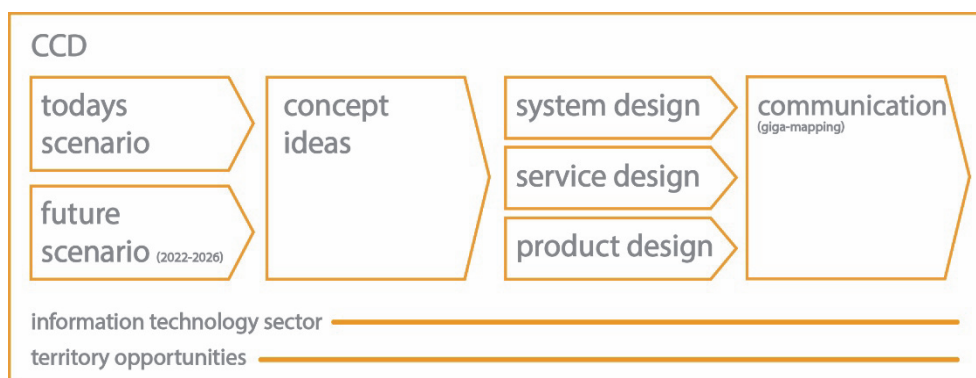 CCD
todays
scenario
future
scenario (2022-2026)
concept
ideas
system design
service design
product design
communication
(giga-mapping)
information technology sector
territory opportunities